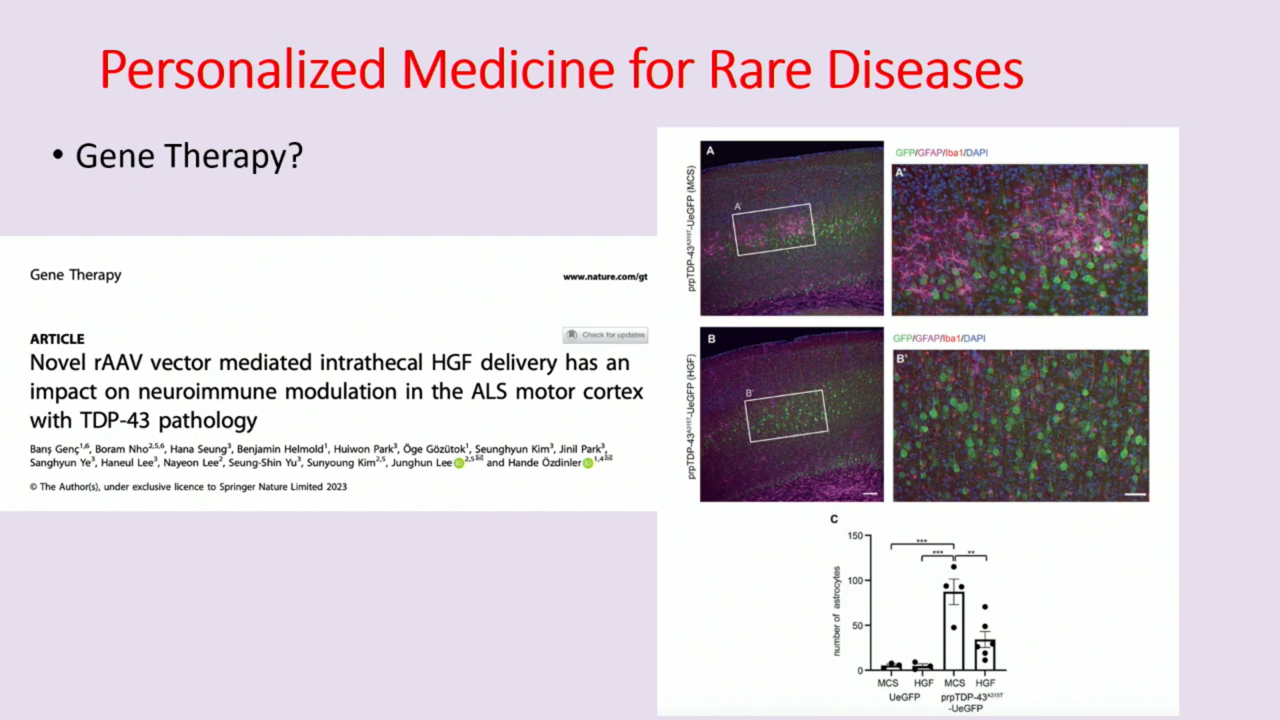 Personalized Medicine for Rare Diseases
• Gene Therapy?
Gene Therapy
www.nature.com/gt
ARTICLE
Check for updates
Novel rAAV vector mediated intrathecal HGF delivery has an
impact on neuroimmune modulation in the ALS motor cortex
with TDP-43 pathology
Barış Genç1,6, Boram Nho2,5,6, Hana Seung3, Benjamin Helmold1, Huiwon Park3, Öge Gözütok1, Seunghyun Kim3, Jinil Park3,
Sanghyun Ye3, Haneul Lee3, Nayeon Lee2, Seung-Shin Yu3, Sunyoung Kim2,5, Junghun Lee 2,5✉ and Hande Özdinler 1,4✉
© The Author(s), under exclusive licence to Springer Nature Limited 2023
prpTDP-43A315T-UeGFP (MCS)
A
A'
GFP/GFAP/Iba1/DAPI
A'
prpTDP-43A315T-UeGFP (HGF)
B
B'
GFP/GFAP/Iba1/DAPI
B'
C
number of astrocytes
150
100
50
0
***
*** **
MCS HGF MCS HGF
UeGFP prpTDP-43A315T
-UeGFP